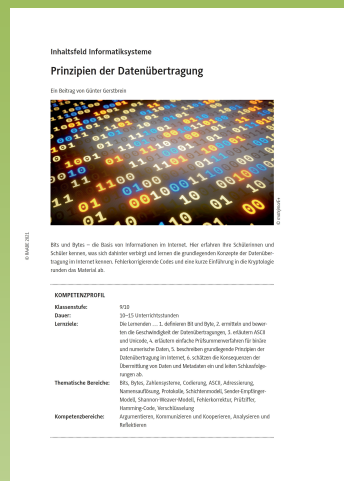 Inhaltsfeld Informatiksysteme
Prinzipien der Datenübertragung
Ein Beitrag von Günter Gerstbrein
© RAABE 2021
Bits und Bytes – die Basis von Informationen im Internet. Hier erfahren Ihre Schülerinnen und
Schüler kennen, was sich dahinter verbirgt und lernen die grundlegenden Konzepte der Datenüber-
tragung im Internet kennen. Fehlerkorrigierende Codes und eine kurze Einführung in die Kryptologie
runden das Material ab.
KOMPETENZPROFIL
Klassenstufe: 9/10
Dauer: 10–15 Unterrichtsstunden
Lernziele: Die Lernenden ... 1. definieren Bit und Byte, 2. ermitteln und bewer-
ten die Geschwindigkeit der Datenübertragungen, 3. erläutern ASCII
und Unicode, 4. erläutern einfache Prüfsummenverfahren für binäre
und numerische Daten, 5. beschreiben grundlegende Prinzipien der
Datenübertragung im Internet, 6. schätzen die Konsequenzen der
Übermittlung von Daten und Metadaten ein und leiten Schlussfolge-
rungen ab.
Thematische Bereiche: Bits, Bytes, Zahlensysteme, Codierung, ASCII, Adressierung,
Namensauflösung, Protokolle, Schichtenmodell, Sender-Empfänger-
Modell, Shannon-Weaver-Modell, Fehlerkorrektur, Prüfziffer,
Hamming-Code, Verschlüsselung
Kompetenzbereiche: Argumentieren, Kommunizieren und Kooperieren, Analysieren und
Reflektieren